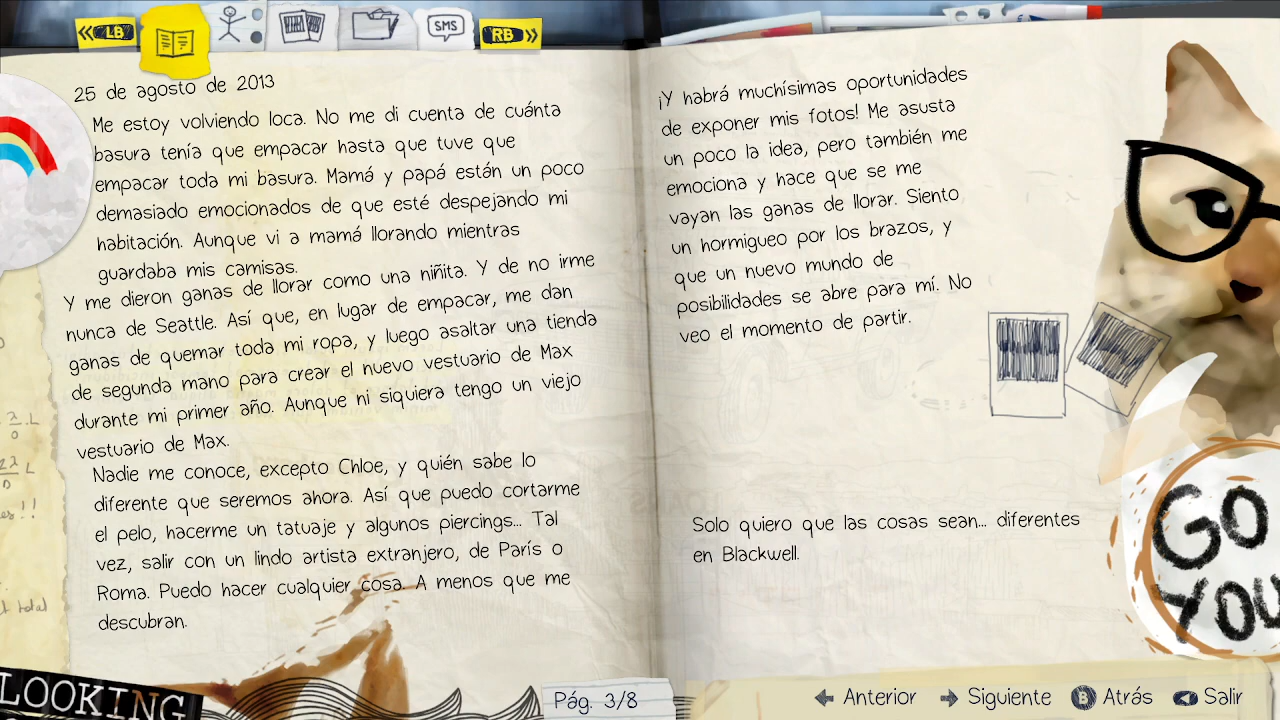 LB
SMS
RB
25 de agosto de 2013
Me estoy volviendo loca. No me di cuenta de cuánta
basura tenía que empacar hasta que tuve que
empacar toda mi basura. Mamá y papá están un poco
demasiado emocionados de que esté despejando mi
habitación. Aunque vi a mamá llorando mientras
guardaba mis camisas.
Y me dieron ganas de llorar como una niñita. Y de no irme
nunca de Seattle. Así que, en lugar de empacar, me dan
ganas de quemar toda mi ropa, y luego asaltar una tienda
de segunda mano para crear el nuevo vestuario de Max
durante mi primer año. Aunque ni siquiera tengo un viejo
vestuario de Max.
Nadie me conoce, excepto Chloe, y quién sabe lo
diferente que seremos ahora. Así que puedo cortarme
el pelo, hacerme un tatuaje y algunos piercings... Tal
vez, salir con un lindo artista extranjero, de París o
Roma. Puedo hacer cualquier cosa. A menos que me
descubran.
¡Y habrá muchísimas oportunidades
de exponer mis fotos! Me asusta
un poco la idea, pero también me
emociona y hace que se me
vayan las ganas de llorar. Siento
un hormigueo por los brazos, y
que un nuevo mundo de
posibilidades se abre para mí. No
veo el momento de partir.
Solo quiero que las cosas sean... diferentes
en Blackwell.
GO
YOU
LOOKING
Pág. 3/8
Anterior
Siguiente
B Atrás
Salir